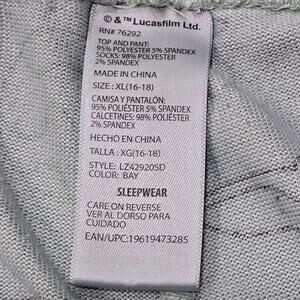 © & ™ Lucasfilm Ltd.
RN# 76292
TOP AND PANT:
95% POLYESTER 5% SPANDEX
SOCKS: 98% POLYESTER
2% SPANDEX
MADE IN CHINA
SIZE: XL(16-18)
CAMISA Y PANTALÓN:
95% POLIÉSTER 5% SPANDEX
CALCETINES: 98% POLIÉSTER
2% SPANDEX
HECHO EN CHINA
TALLA : XG(16-18)
STYLE: LZ429205D
COLOR: BAY
SLEEPWEAR
CARE ON REVERSE
VER AL DORSO PARA
CUIDADO
EAN/UPC:19619473285